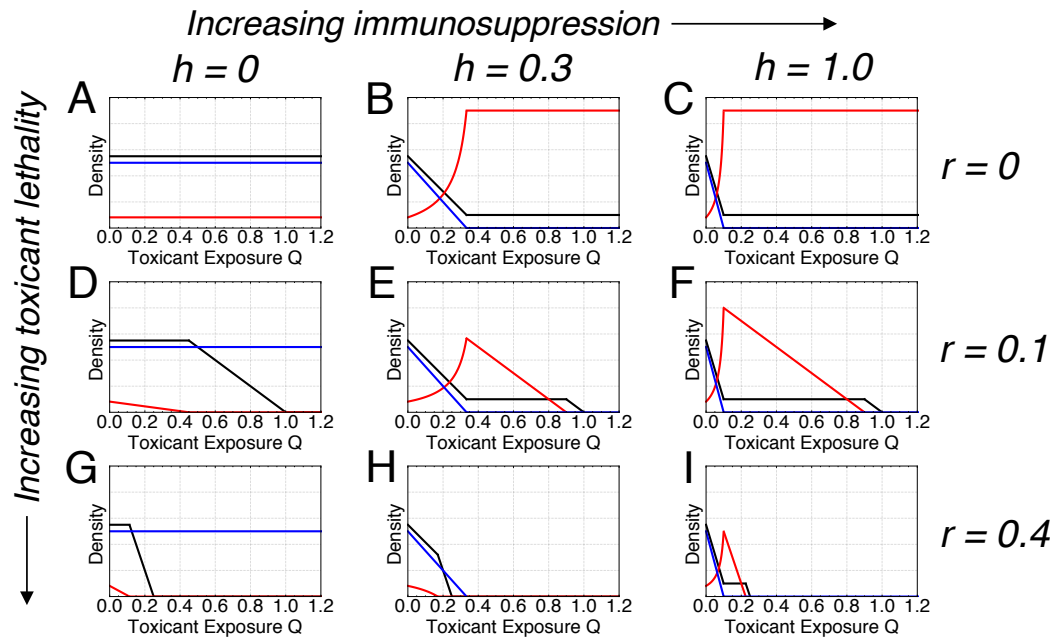 Increasing immunosuppression
h = 0 h = 0.3 h = 1.0
Increasing toxicant lethality
A B C
Density Density Density
0.0 0.2 0.4 0.6 0.8 1.0 1.2 0.0 0.2 0.4 0.6 0.8 1.0 1.2 0.0 0.2 0.4 0.6 0.8 1.0 1.2
Toxicant Exposure Q Toxicant Exposure Q Toxicant Exposure Q
r = 0
D E F
Density Density Density
0.0 0.2 0.4 0.6 0.8 1.0 1.2 0.0 0.2 0.4 0.6 0.8 1.0 1.2 0.0 0.2 0.4 0.6 0.8 1.0 1.2
Toxicant Exposure Q Toxicant Exposure Q Toxicant Exposure Q
r = 0.1
G H I
Density Density Density
0.0 0.2 0.4 0.6 0.8 1.0 1.2 0.0 0.2 0.4 0.6 0.8 1.0 1.2 0.0 0.2 0.4 0.6 0.8 1.0 1.2
Toxicant Exposure Q Toxicant Exposure Q Toxicant Exposure Q
r = 0.4